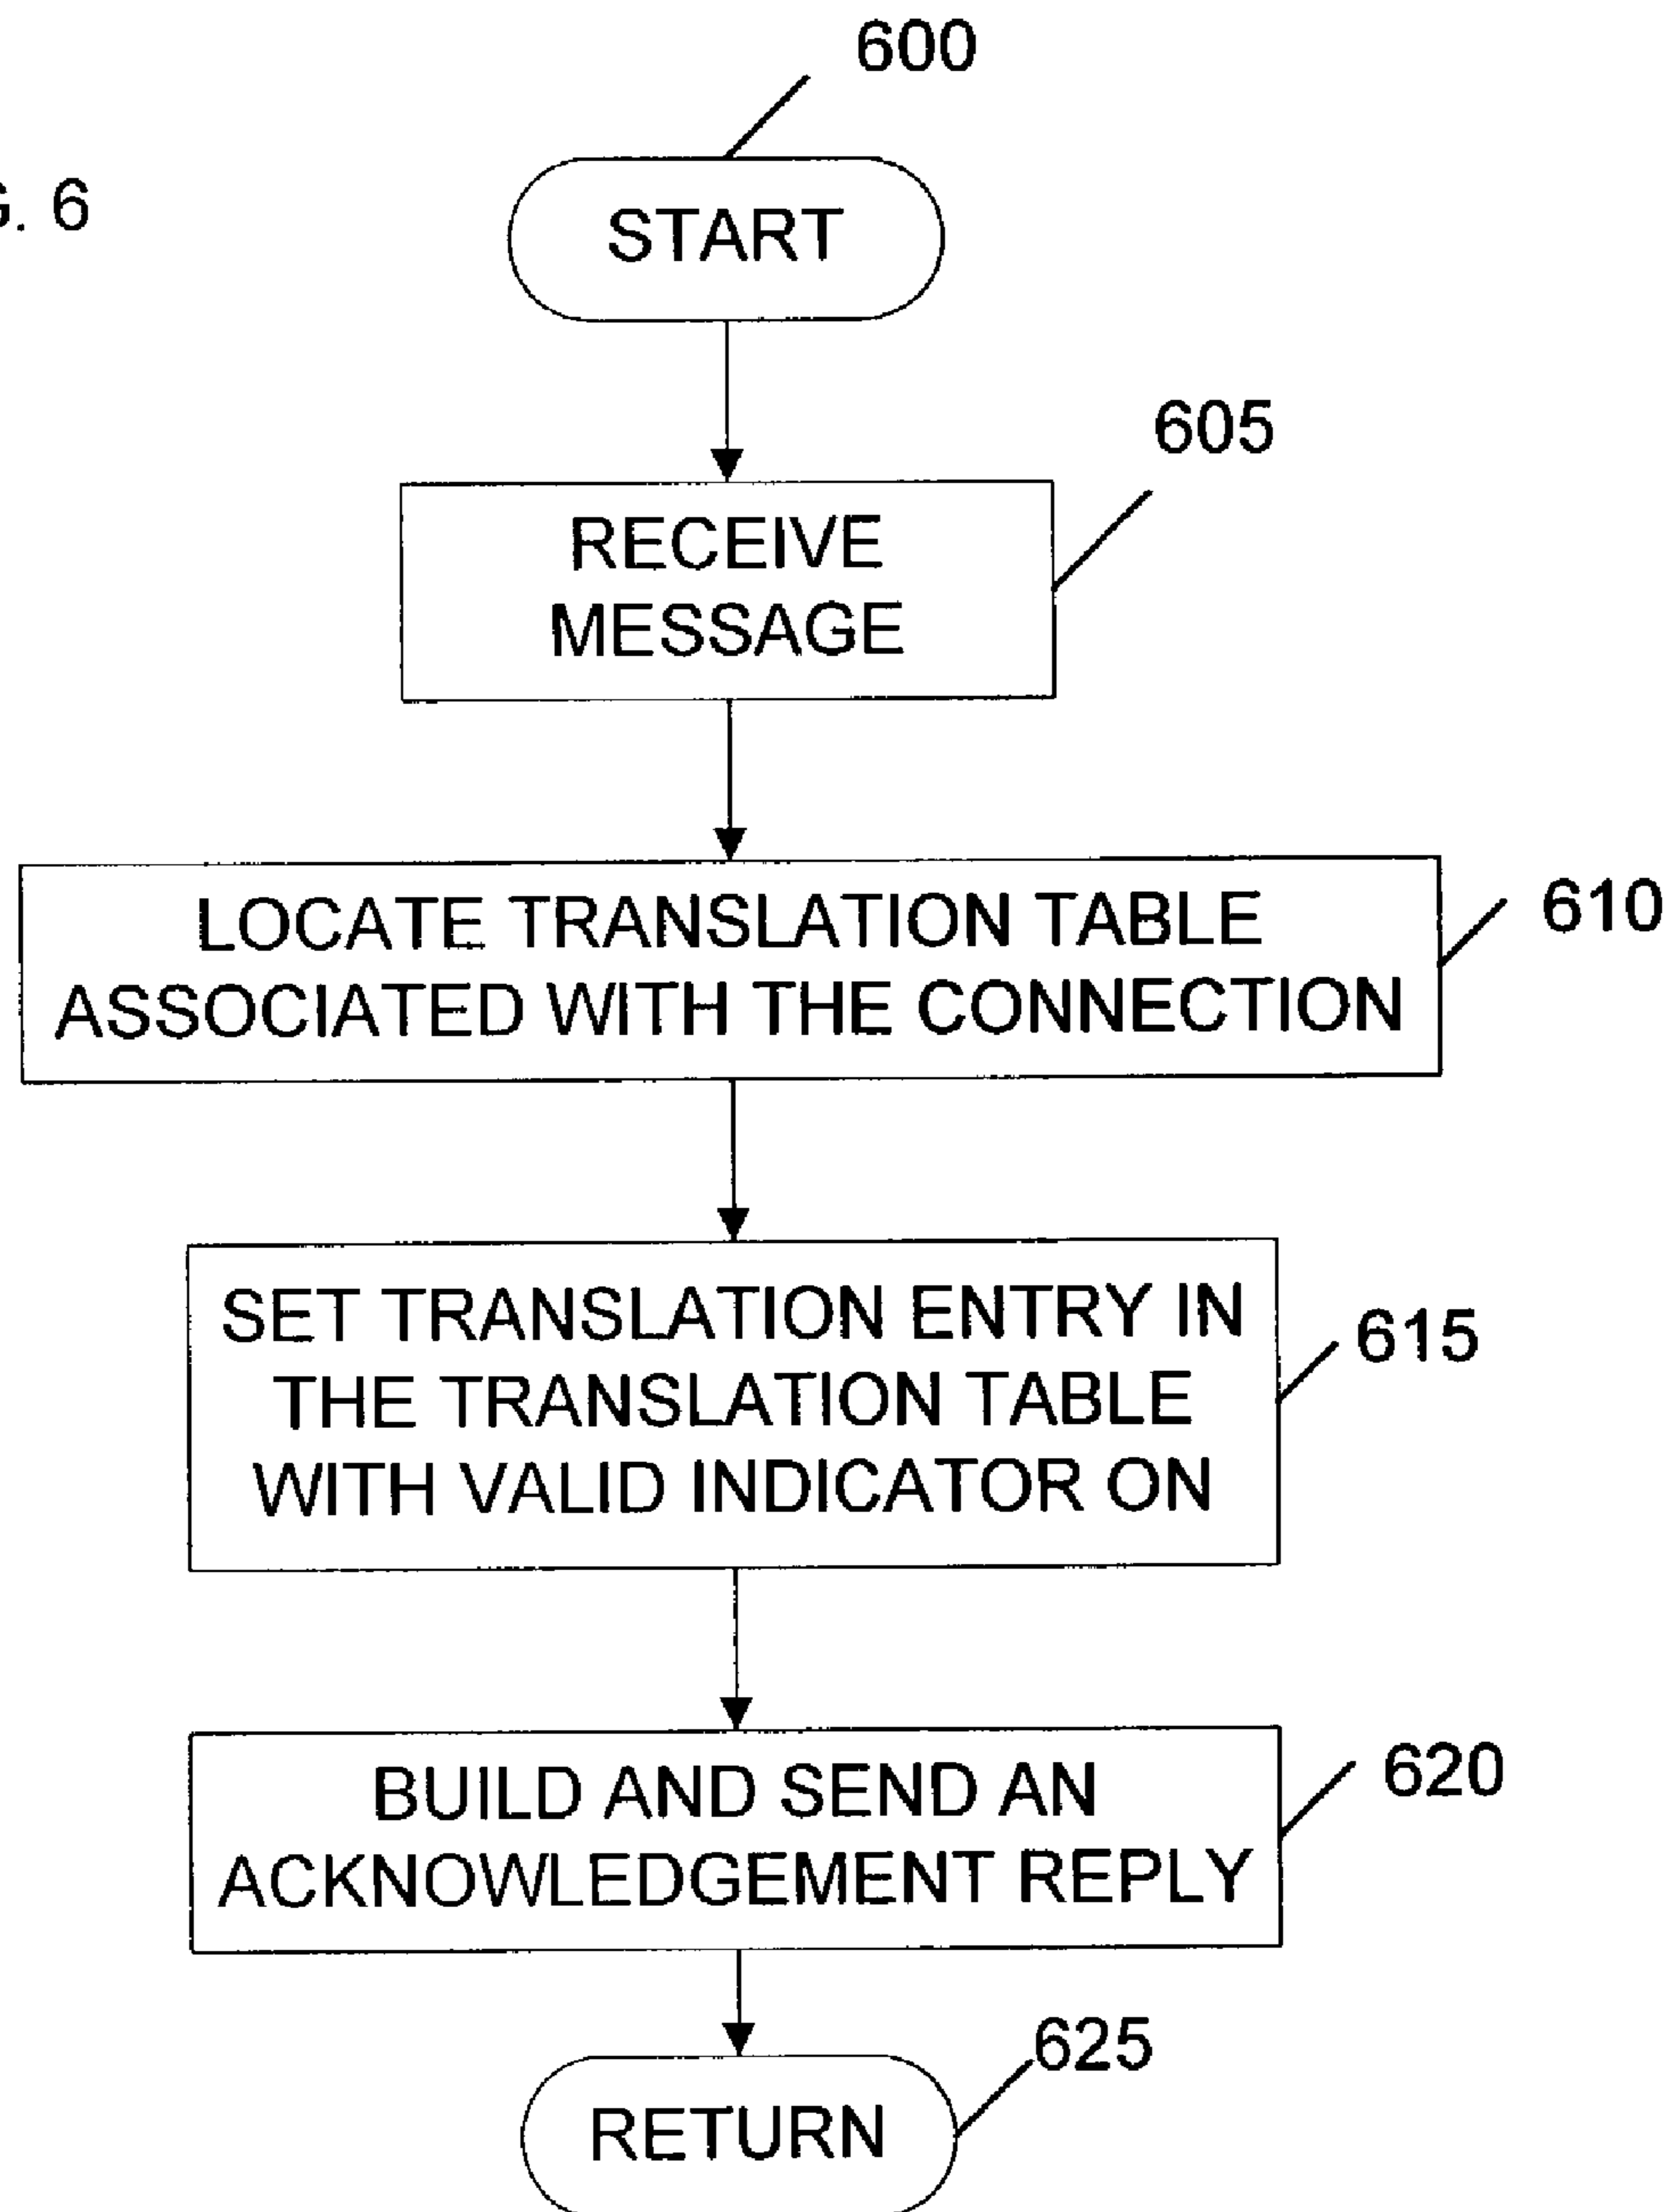 600
G. 6
START
605
RECEIVE
MESSAGE
610
LOCATE TRANSLATION TABLE
ASSOCIATED WITH THE CONNECTION
615
SET TRANSLATION ENTRY IN
THE TRANSLATION TABLE
WITH VALID INDICATOR ON
620
BUILD AND SEND AN
ACKNOWLEDGEMENT REPLY
625
RETURN